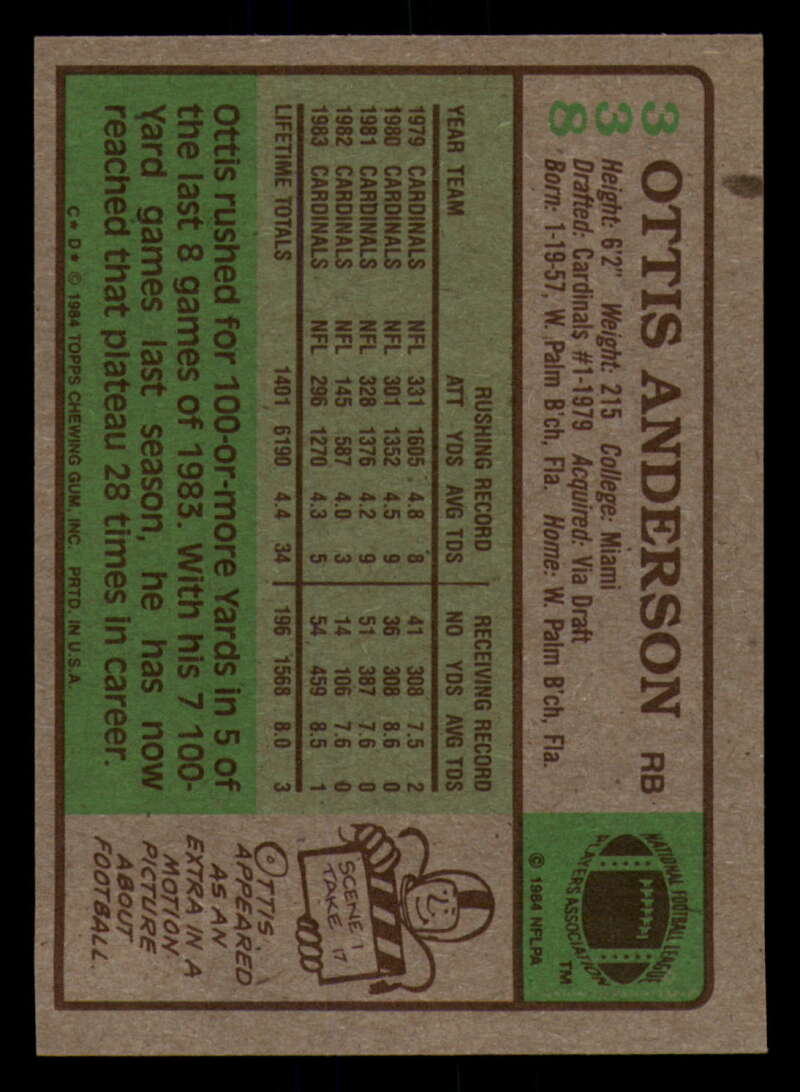 338
OTTIS ANDERSON RB
Height: 6'2" Weight: 215 College: Miami
Drafted: Cardinals #1-1979 Acquired: Via Draft
Born: 1-19-57, W. Palm B'ch, Fla. Home: W. Palm B'ch, Fla.
NATIONAL FOOTBALL LEAGUE
PLAYERS ASSOCIATION
TM
© 1984 NFLPA
RUSHING RECORD RECEIVING RECORD
YEAR TEAM ATT YDS AVG TDS NO YDS AVG TDS
1979 CARDINALS NFL 331 1605 4.8 8 41 308 7.5 2
1980 CARDINALS NFL 301 1352 4.5 9 36 308 8.6 0
1981 CARDINALS NFL 328 1376 4.2 9 51 387 7.6 0
1982 CARDINALS NFL 145 587 4.0 3 14 106 7.6 0
1983 CARDINALS NFL 296 1270 4.3 5 54 459 8.5 1
LIFETIME TOTALS 1401 6190 4.4 34 196 1568 8.0 3
Ottis rushed for 100-or-more Yards in 5 of
the last 8 games of 1983. With his 7 100-
Yard games last season, he has now
reached that plateau 28 times in career.
C* D* © 1984 TOPPS CHEWING GUM, INC. PRTD. IN U.S.A.
SCENE 1
TAKE IT
OTTIS
APPEARED
AS AN
EXTRA IN A
MOTION
PICTURE
ABOUT
FOOTBALL.